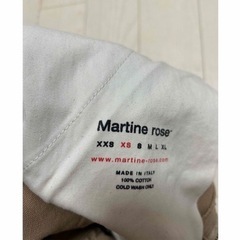 Martine rose
XXS XS S M L XL
www.martine-rose.com
MADE IN ITALY
100% COTTON
COLD WASH ONLY